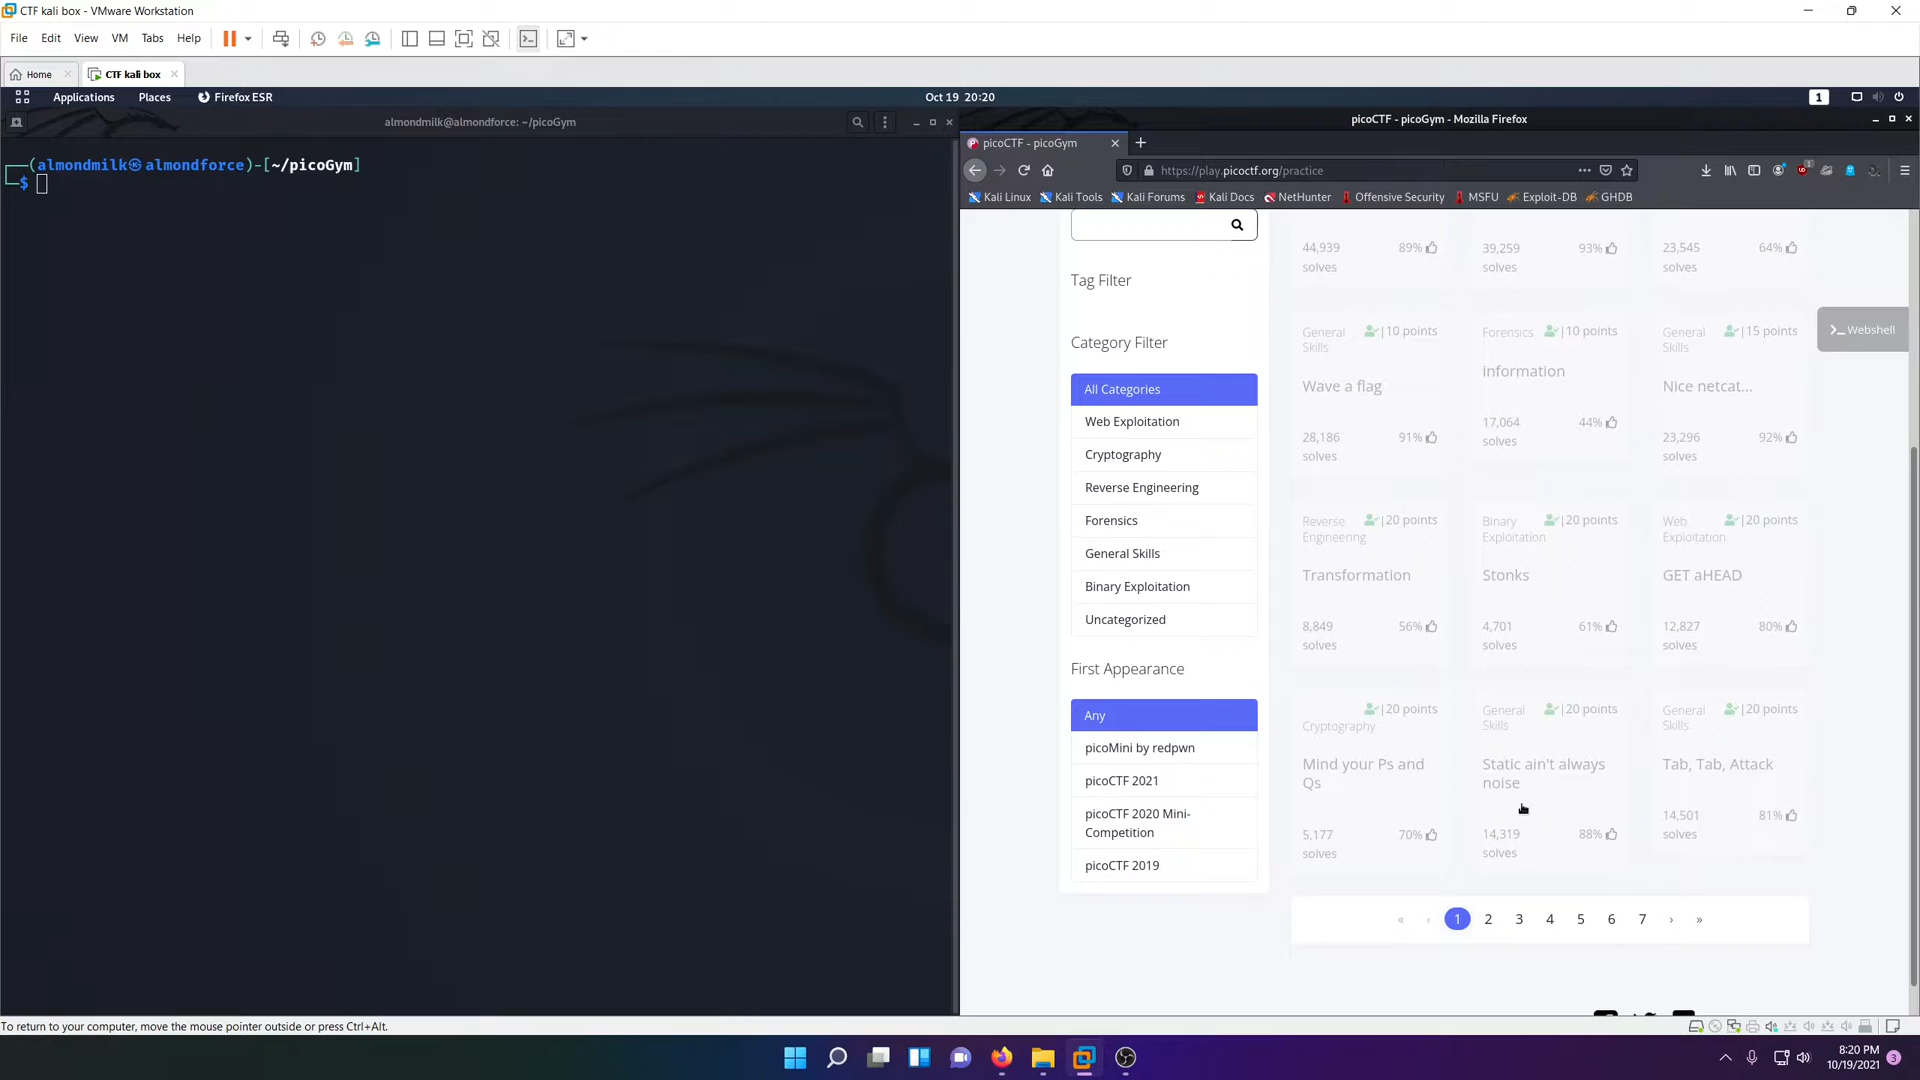 CTF kali box - VMware Workstation
File Edit View VM Tabs Help
Home
CTF kali box
Applications Places Firefox ESR
Oct 19 20:20
1
almondmilk@almondforce: ~/picoGym
(almondmilk㉿almondforce)-[~/picoGym]
$
picoCTF - picoGym - Mozilla Firefox
picoCTF - picoGym
https://play.picoctf.org/practice
1
Kali Linux Kali Tools Kali Forums Kali Docs NetHunter Offensive Security MSFU Exploit-DB GHDB
Tag Filter
Category Filter
All Categories
Web Exploitation
Cryptography
Reverse Engineering
Forensics
General Skills
Binary Exploitation
Uncategorized
First Appearance
Any
picoMini by redpwn
picoCTF 2021
picoCTF 2020 Mini-
Competition
picoCTF 2019
44,939 89%
solves
39,259 93%
solves
23,545 64%
solves
>_ Webshell
General | 10 points
Skills
Wave a flag
28,186 91%
solves
Forensics | 10 points
information
17,064 44%
solves
General | 15 points
Skills
Nice netcat...
23,296 92%
solves
Reverse | 20 points
Engineering
Transformation
8,849 56%
solves
Binary | 20 points
Exploitation
Stonks
4,701 61%
solves
Web | 20 points
Exploitation
GET aHEAD
12,827 80%
solves
| 20 points
Cryptography
Mind your Ps and
Qs
5,177 70%
solves
General | 20 points
Skills
Static ain't always
noise
14,319 88%
solves
General | 20 points
Skills
Tab, Tab, Attack
14,501 81%
solves
« ‹ 1 2 3 4 5 6 7 › »
To return to your computer, move the mouse pointer outside or press Ctrl+Alt.
8:20 PM
10/19/2021
3